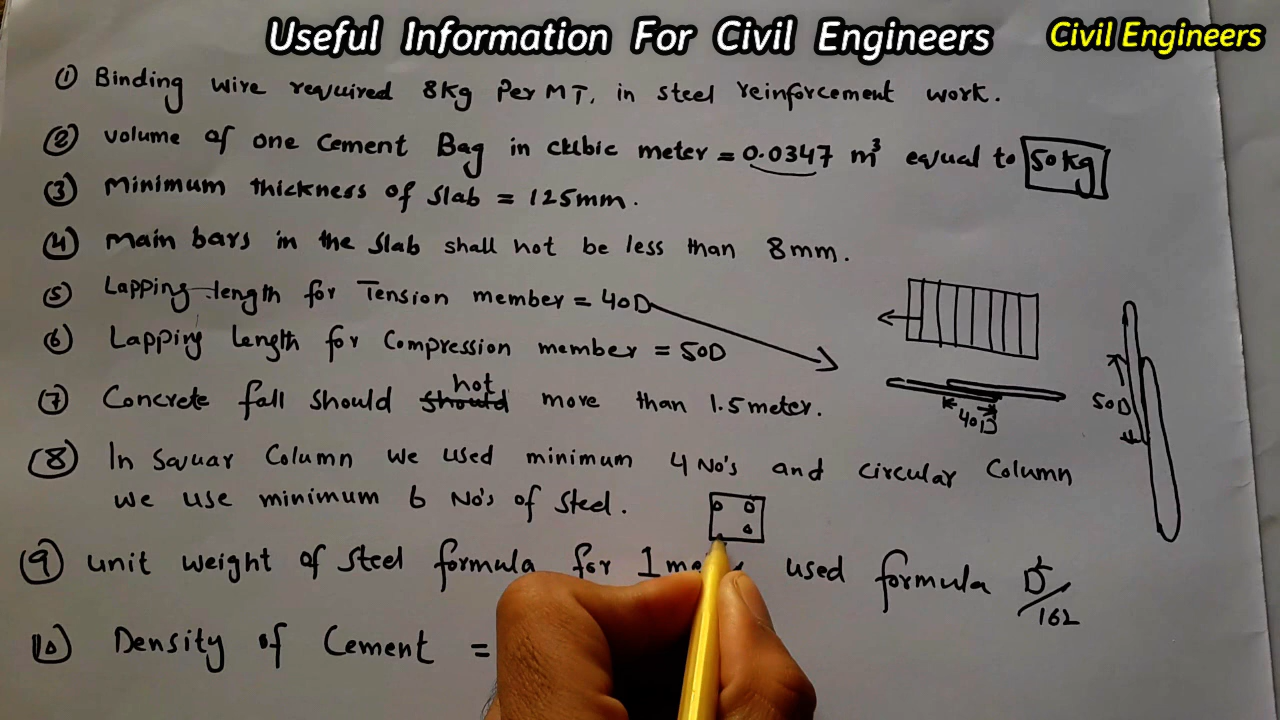 Useful Information For Civil Engineers
Civil Engineers
① Binding wire required 8kg Per MT, in steel reinforcement work.
② volume of one Cement Bag in cubic meter = 0.0347 m³ equal to 50kg
③ Minimum thickness of slab = 125mm.
④ Main bars in the slab shall not be less than 8mm.
⑤ Lapping length for Tension member = 40D
⑥ Lapping Length for Compression member = 50D
⑦ Concrete fall should should not more than 1.5 meter.
40D
50D
⑧ In Squar Column we used minimum 4 No's and circular Column
we use minimum 6 No's of steel.
⑨ unit weight of steel formula for 1 used formula D²/162
⑩ Density of Cement =